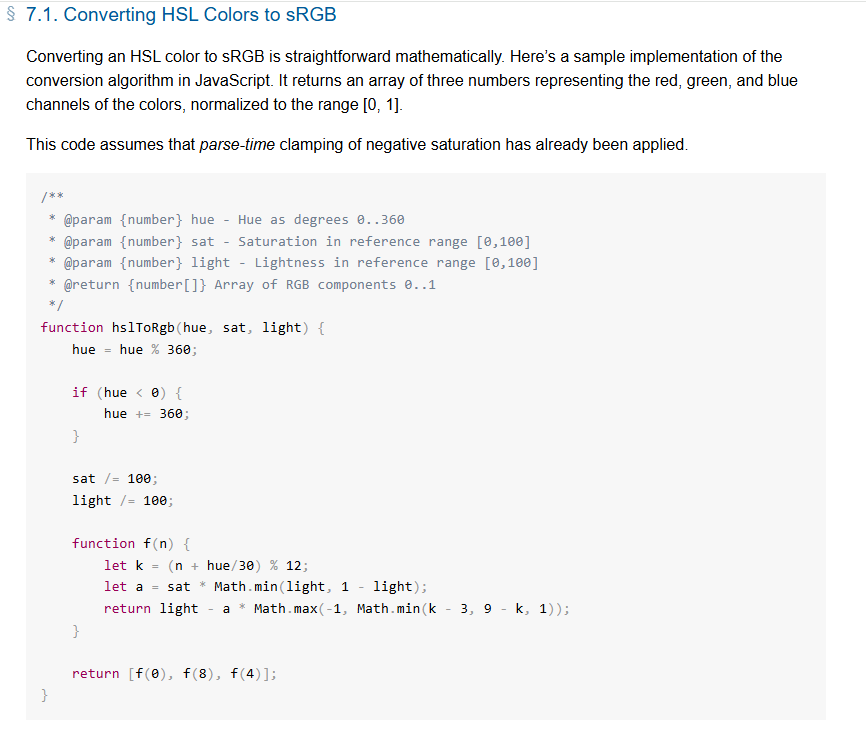 § 7.1. Converting HSL Colors to sRGB
Converting an HSL color to sRGB is straightforward mathematically. Here’s a sample implementation of the
conversion algorithm in JavaScript. It returns an array of three numbers representing the red, green, and blue
channels of the colors, normalized to the range [0, 1].
This code assumes that parse-time clamping of negative saturation has already been applied.
/**
 * @param {number} hue - Hue as degrees 0..360
 * @param {number} sat - Saturation in reference range [0,100]
 * @param {number} light - Lightness in reference range [0,100]
 * @return {number[]} Array of RGB components 0..1
 */
function hslToRgb(hue, sat, light) {
    hue = hue % 360;
    if (hue < 0) {
        hue += 360;
    }
    sat /= 100;
    light /= 100;
    function f(n) {
        let k = (n + hue/30) % 12;
        let a = sat * Math.min(light, 1 - light);
        return light - a * Math.max(-1, Math.min(k - 3, 9 - k, 1));
    }
    return [f(0), f(8), f(4)];
}